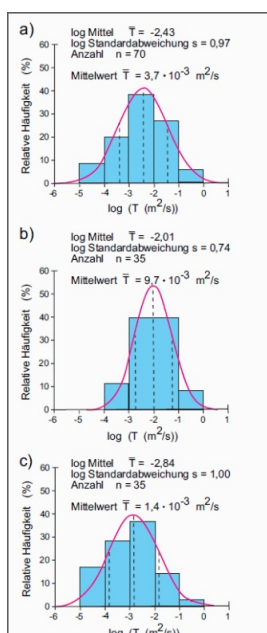 a)
log Mittel T̅ = -2,43
log Standardabweichung s = 0,97
Anzahl n = 70
Mittelwert T̅ = 3,7 · 10⁻³ m²/s
Relative Häufigkeit (%)
60
50
40
30
20
10
0
-6 -5 -4 -3 -2 -1 0 1
log (T (m²/s))
b)
log Mittel T̅ = -2,01
log Standardabweichung s = 0,74
Anzahl n = 35
Mittelwert T̅ = 9,7 · 10⁻³ m²/s
Relative Häufigkeit (%)
60
50
40
30
20
10
0
-6 -5 -4 -3 -2 -1 0 1
log (T (m²/s))
c)
log Mittel T̅ = -2,84
log Standardabweichung s = 1,00
Anzahl n = 35
Mittelwert T̅ = 1,4 · 10⁻³ m²/s
Relative Häufigkeit (%)
60
50
40
30
20
10
0
-6 -5 -4 -3 -2 -1 0 1
log (T (m²/s))